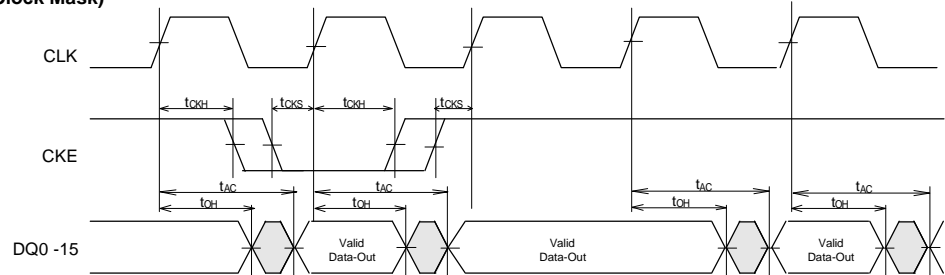 Clock Mask)
CLK
tCKH tCKS tCKH tCKS
CKE
tAC tAC tAC tAC
tOH tOH tOH tOH
DQ0 -15
Valid Data-Out
Valid Data-Out
Valid Data-Out